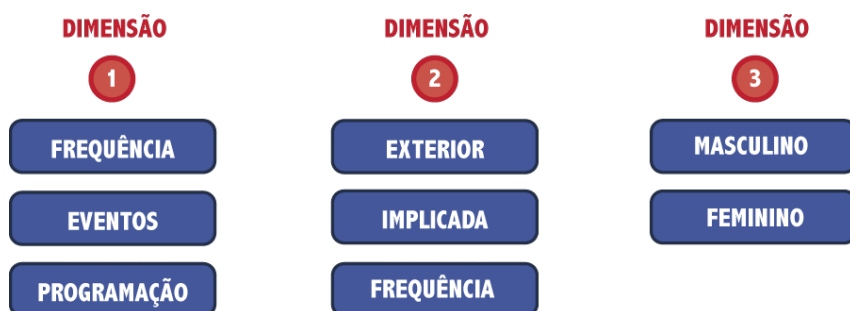 DIMENSÃO
1
FREQUÊNCIA
EVENTOS
PROGRAMAÇÃO
DIMENSÃO
2
EXTERIOR
IMPLICADA
FREQUÊNCIA
DIMENSÃO
3
MASCULINO
FEMININO